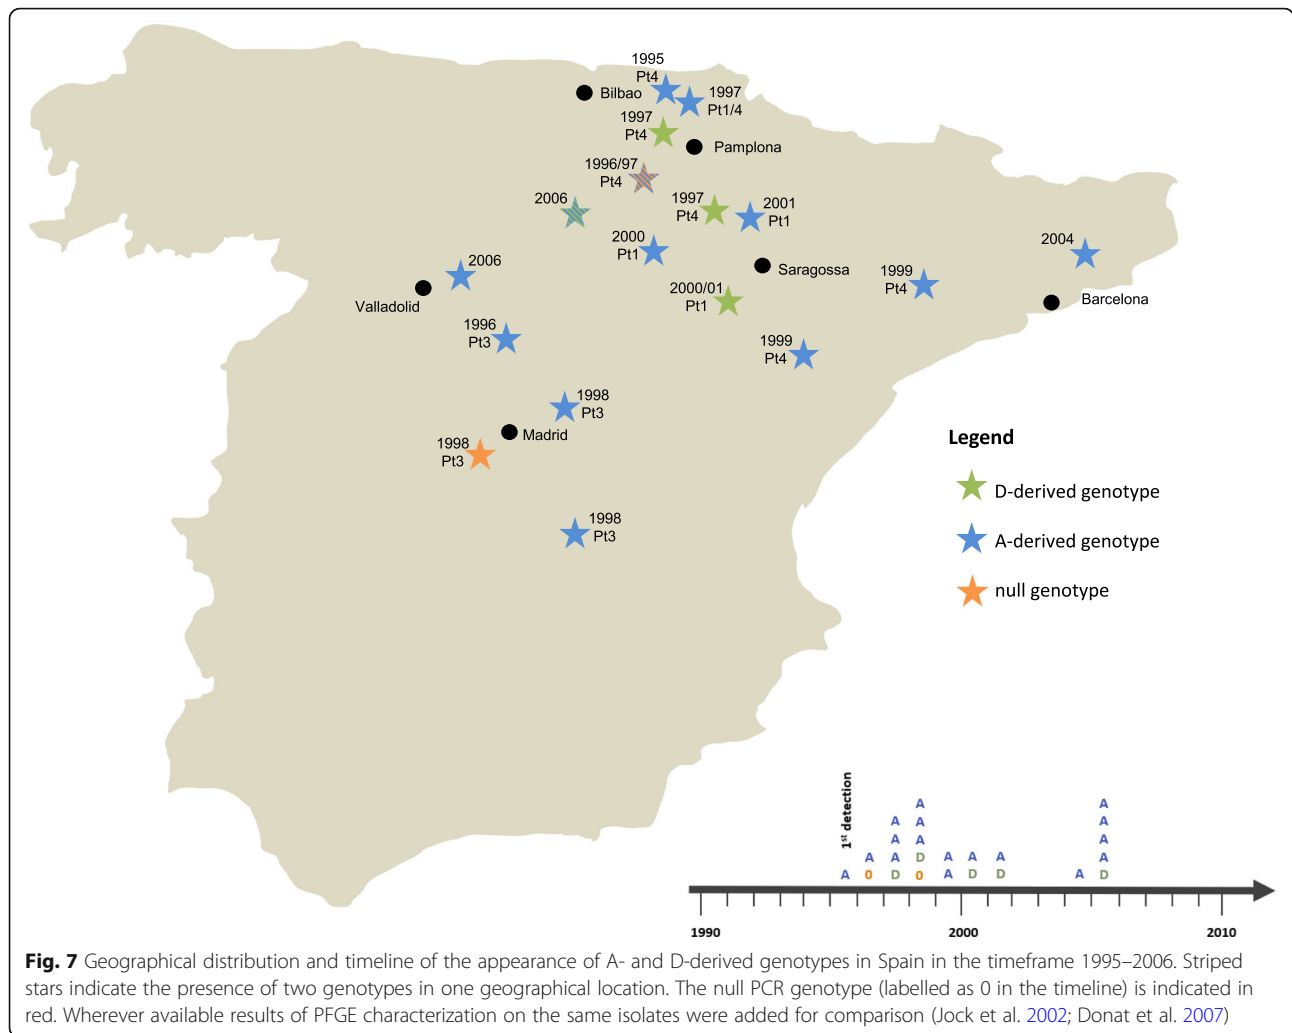 1995
Pt4
Bilbao
1997
Pt1/4
1997
Pt4
Pamplona
1996/97
Pt4
2006
1997
Pt4
2001
Pt1
2000
Pt1
2004
2006
Saragossa
1999
Pt4
Valladolid
2000/01
Pt1
Barcelona
1996
Pt3
1999
Pt4
1998
Pt3
Madrid
1998
Pt3
1998
Pt3
Legend
D-derived genotype
A-derived genotype
null genotype
1st detection
A
A
0
A
A
A
D
A
A
A
D
0
A
A
A
D
A
D
A
A
A
A
A
D
1990
2000
2010
Fig. 7 Geographical distribution and timeline of the appearance of A- and D-derived genotypes in Spain in the timeframe 1995–2006. Striped
stars indicate the presence of two genotypes in one geographical location. The null PCR genotype (labelled as 0 in the timeline) is indicated in
red. Wherever available results of PFGE characterization on the same isolates were added for comparison (Jock et al. 2002; Donat et al. 2007)